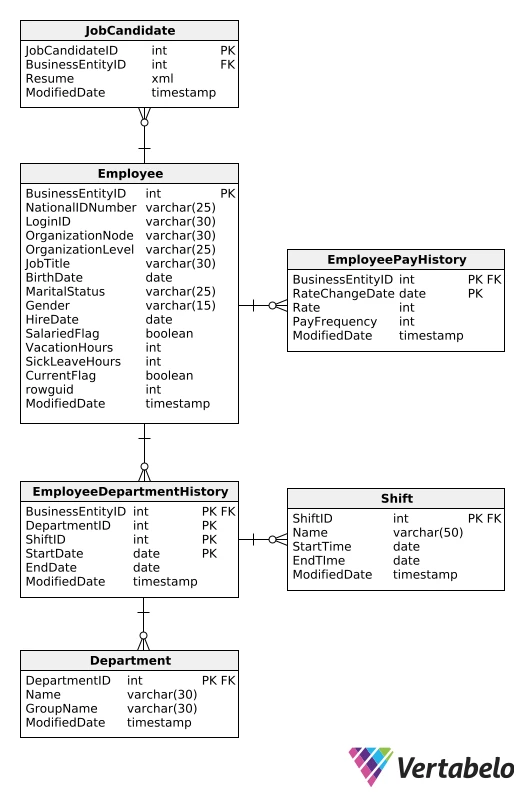 JobCandidate
JobCandidateID int PK
BusinessEntityID int FK
Resume xml
ModifiedDate timestamp
Employee
BusinessEntityID int PK
NationalIDNumber varchar(25)
LoginID varchar(30)
OrganizationNode varchar(30)
OrganizationLevel varchar(25)
JobTitle varchar(30)
BirthDate date
MaritalStatus varchar(25)
Gender varchar(15)
HireDate date
SalariedFlag boolean
VacationHours int
SickLeaveHours int
CurrentFlag boolean
rowguid int
ModifiedDate timestamp
EmployeePayHistory
BusinessEntityID int PK FK
RateChangeDate date PK
Rate int
PayFrequency int
ModifiedDate timestamp
EmployeeDepartmentHistory
BusinessEntityID int PK FK
DepartmentID int PK
ShiftID int PK
StartDate date PK
EndDate date
ModifiedDate timestamp
Shift
ShiftID int PK FK
Name varchar(50)
StartTime date
EndTIme date
ModifiedDate timestamp
Department
DepartmentID int PK FK
Name varchar(30)
GroupName varchar(30)
ModifiedDate timestamp
Vertabelo